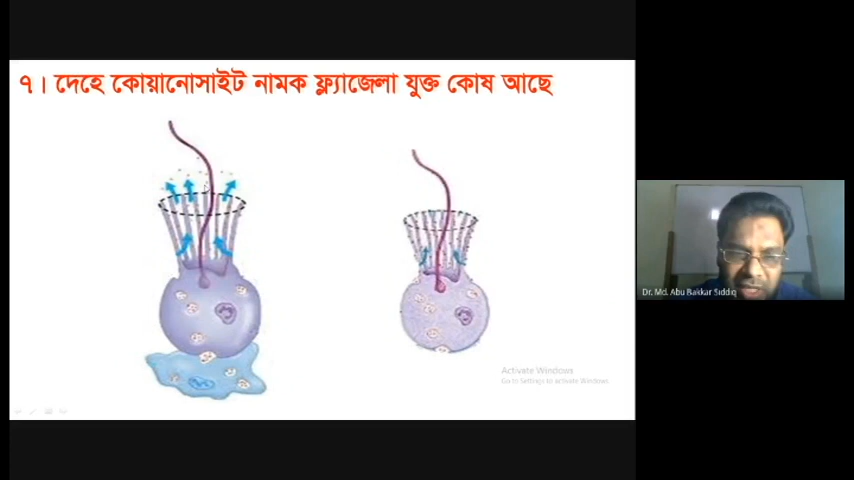 ৭। দেহে কোয়ানোসাইট নামক ফ্ল্যাজেলা যুক্ত কোষ আছে
Activate Windows
Go to Settings to activate Windows.
Dr. Md. Abu Bakkar Siddiq